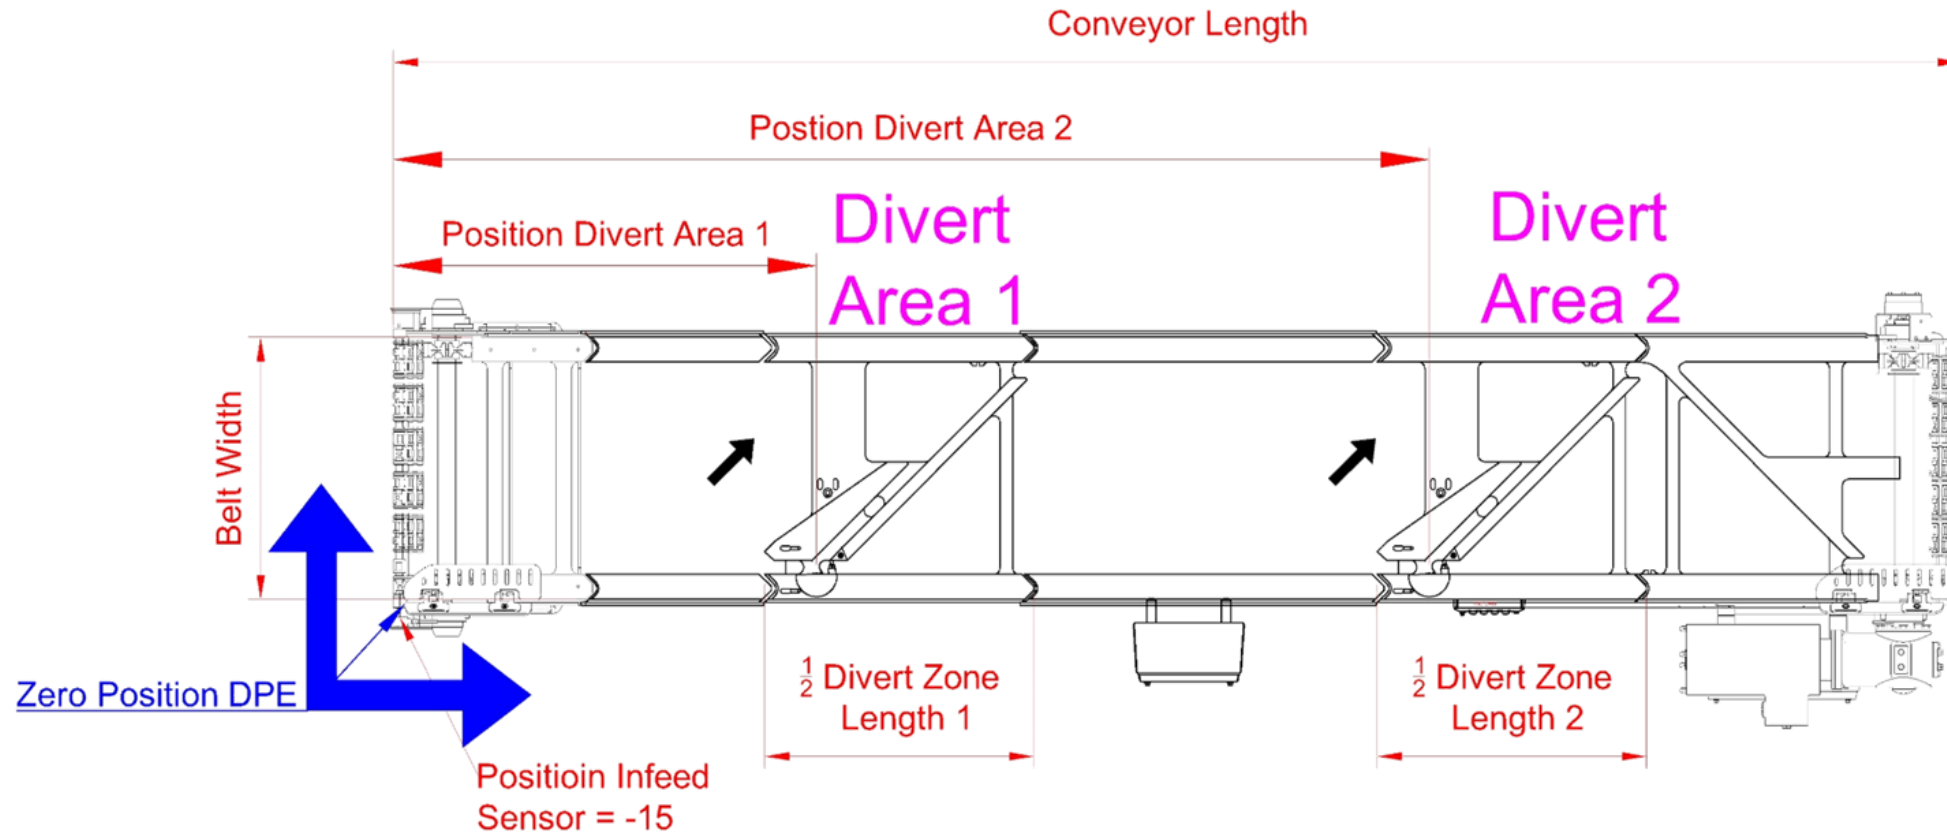 Conveyor Length
Postion Divert Area 2
Divert
Area 1
Divert
Area 2
Position Divert Area 1
Belt Width
Zero Position DPE
1/2 Divert Zone
Length 1
1/2 Divert Zone
Length 2
Positioin Infeed
Sensor = -15